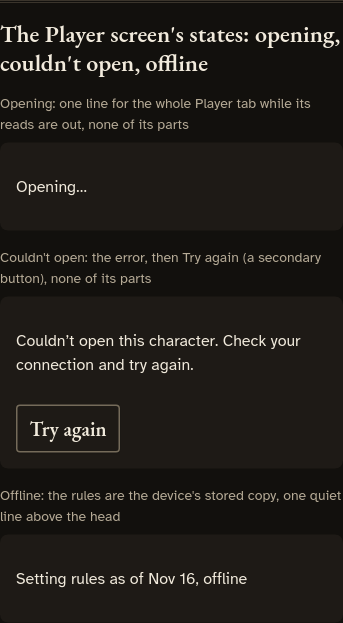 The Player screen's states: opening,
couldn't open, offline
Opening: one line for the whole Player tab while its
reads are out, none of its parts
Opening…
Couldn't open: the error, then Try again (a secondary
button), none of its parts
Couldn’t open this character. Check your
connection and try again.
Try again
Offline: the rules are the device's stored copy, one quiet
line above the head
Setting rules as of Nov 16, offline